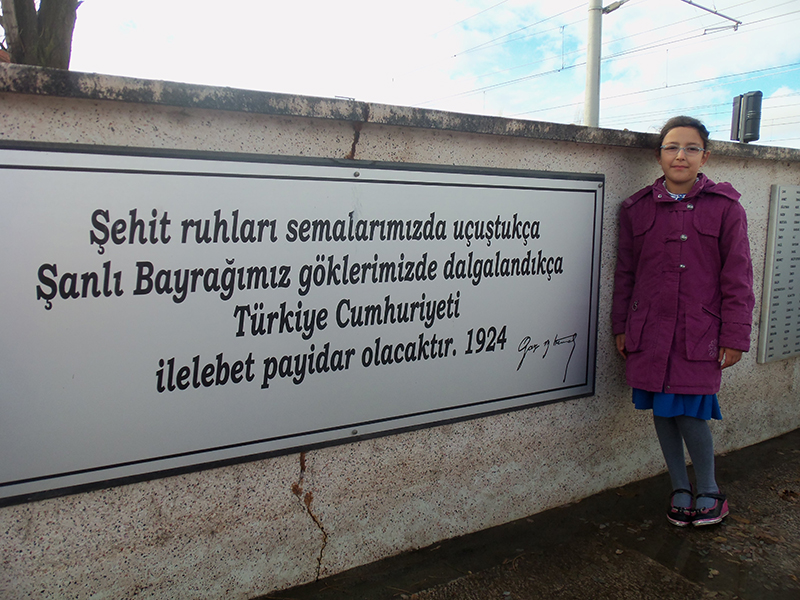 Şehit ruhları semalarımızda uçuştukça
Şanlı Bayrağımız göklerimizde dalgalandıkça
Türkiye Cumhuriyeti
ilelebet payidar olacaktır. 1924